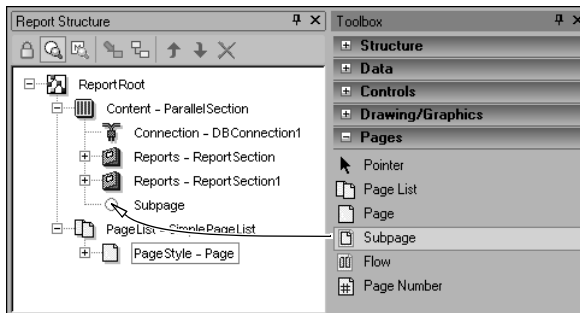 Report Structure
ReportRoot
Content - ParallelSection
Connection - DBConnection1
Reports - ReportSection
Reports - ReportSection1
Subpage
PageList - SimplePageList
PageStyle - Page
Toolbox
Structure
Data
Controls
Drawing/Graphics
Pages
Pointer
Page List
Page
Subpage
Flow
Page Number